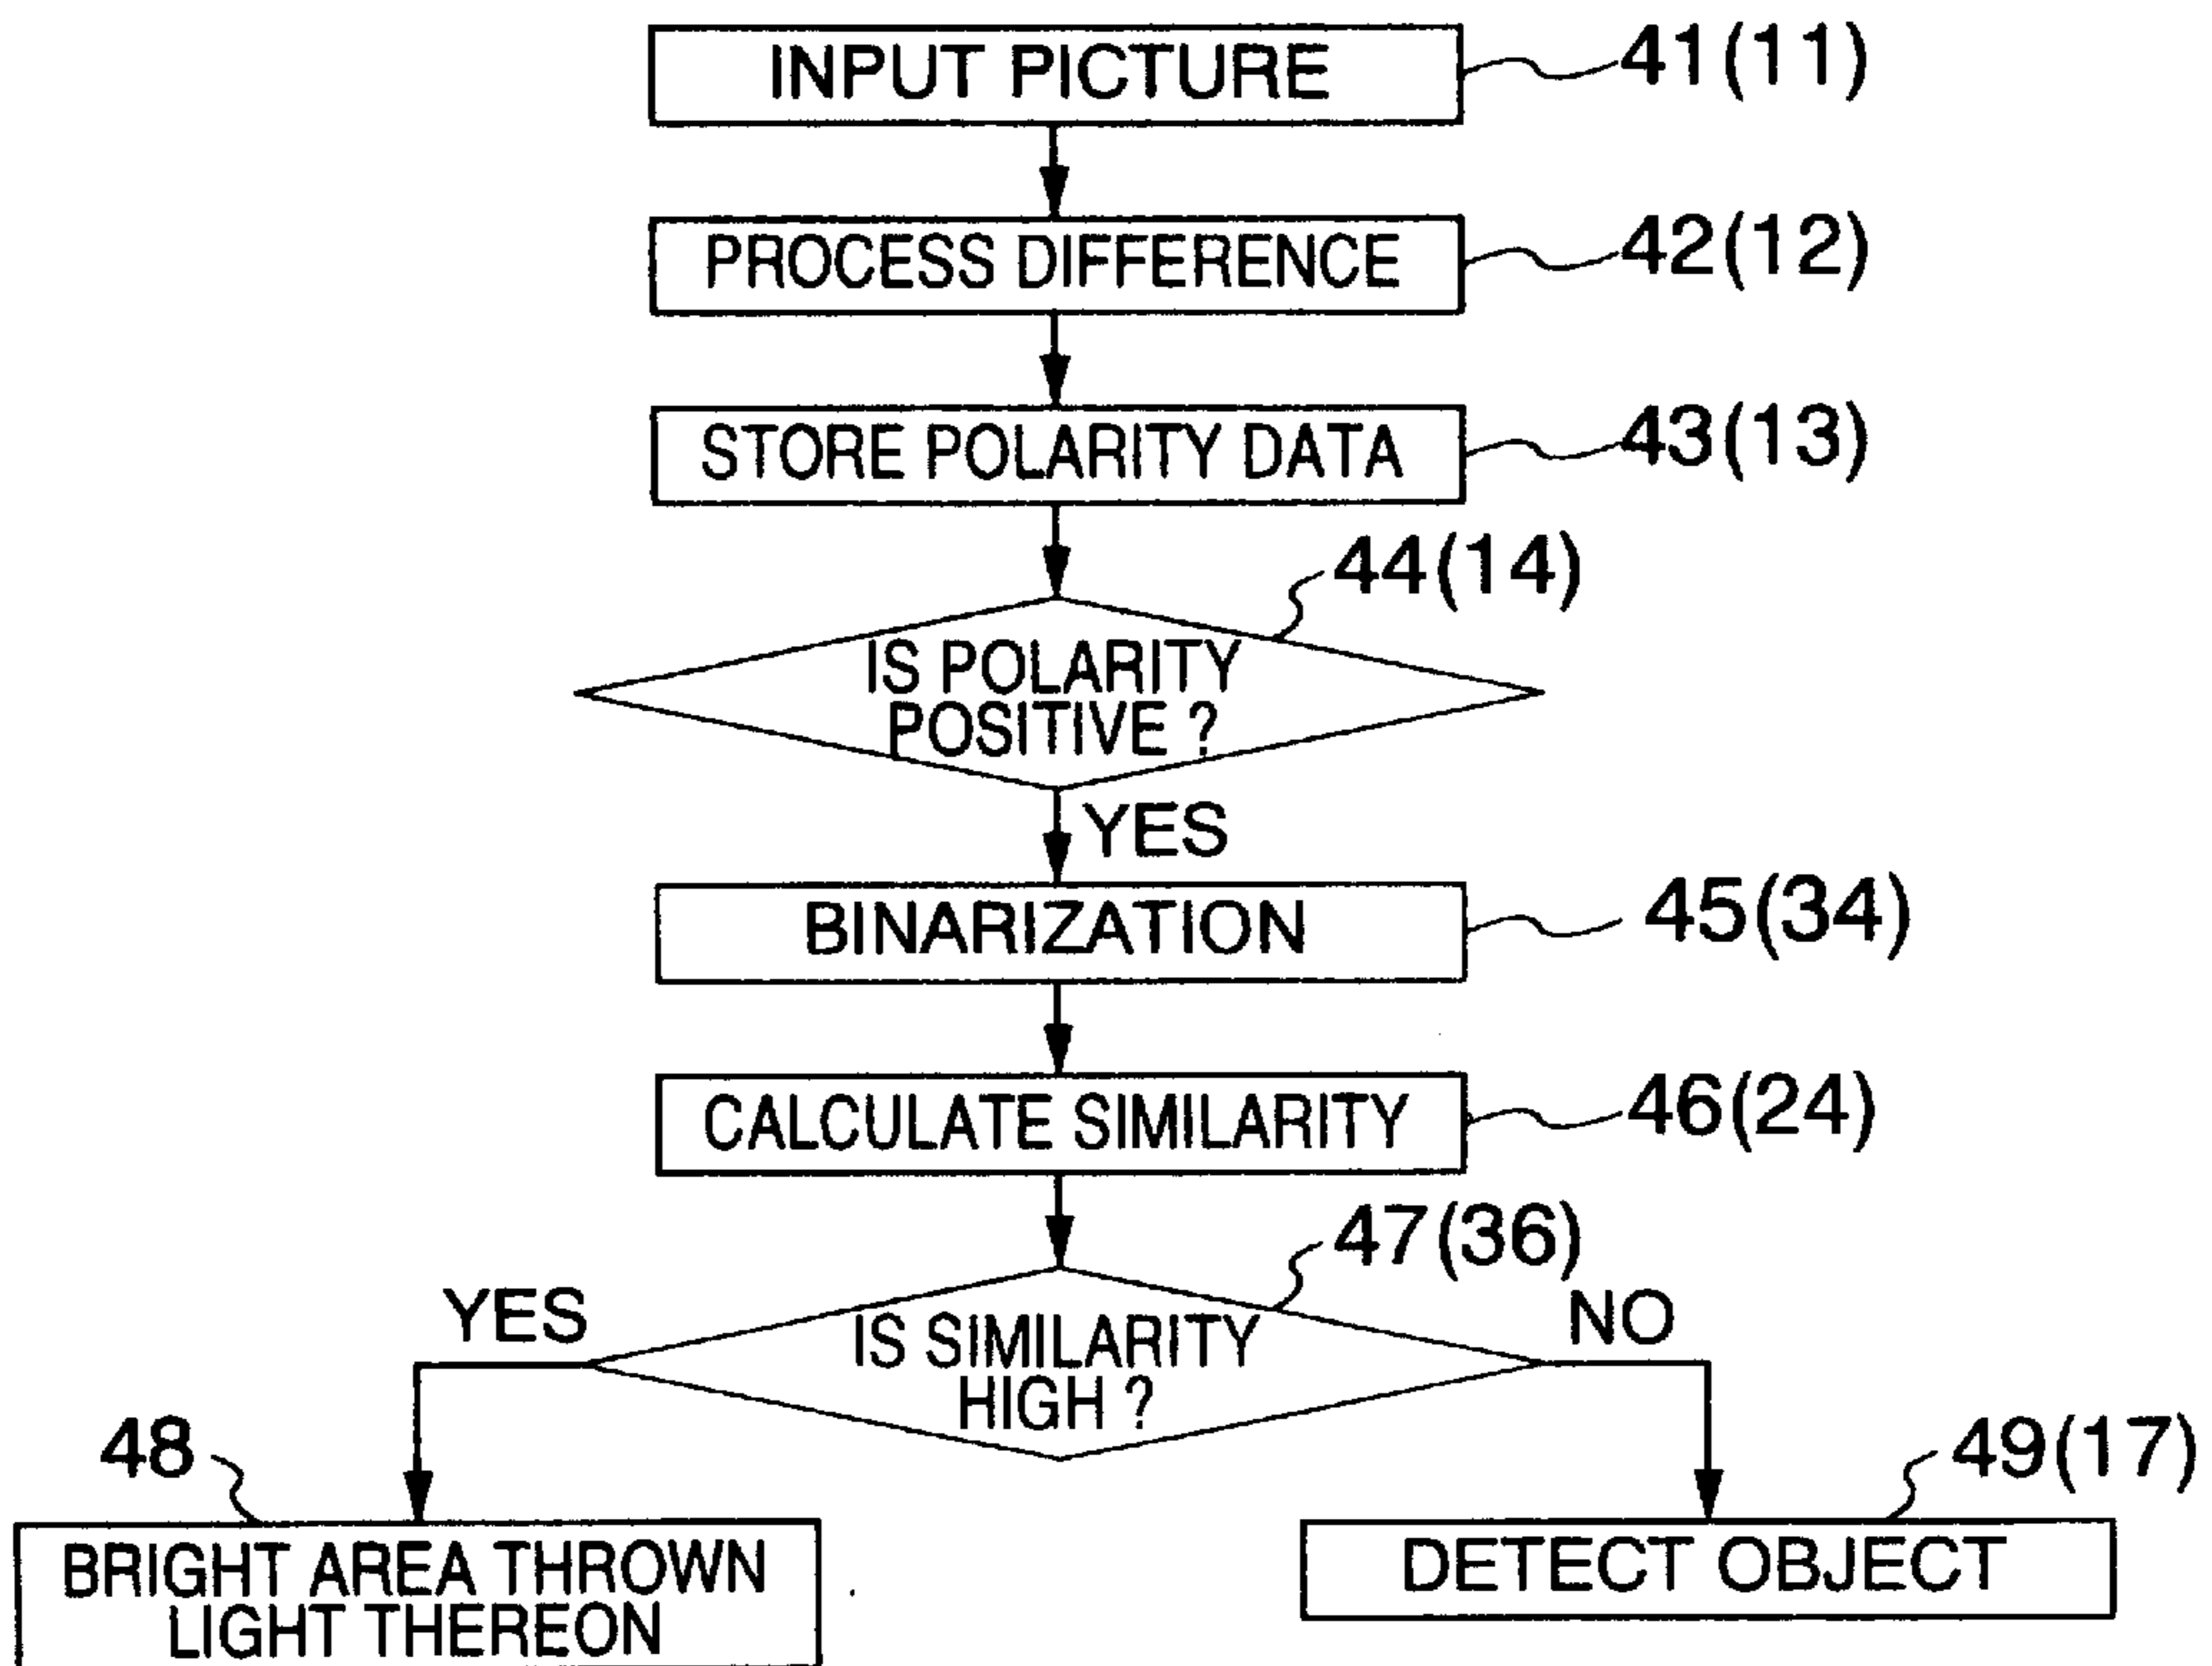 INPUT PICTURE
41(11)
PROCESS DIFFERENCE
42(12)
STORE POLARITY DATA
43(13)
44(14)
IS POLARITY
POSITIVE ?
YES
BINARIZATION
45(34)
CALCULATE SIMILARITY
46(24)
47(36)
YES
IS SIMILARITY
HIGH ?
NO
48
49(17)
BRIGHT AREA THROWN
LIGHT THEREON
DETECT OBJECT